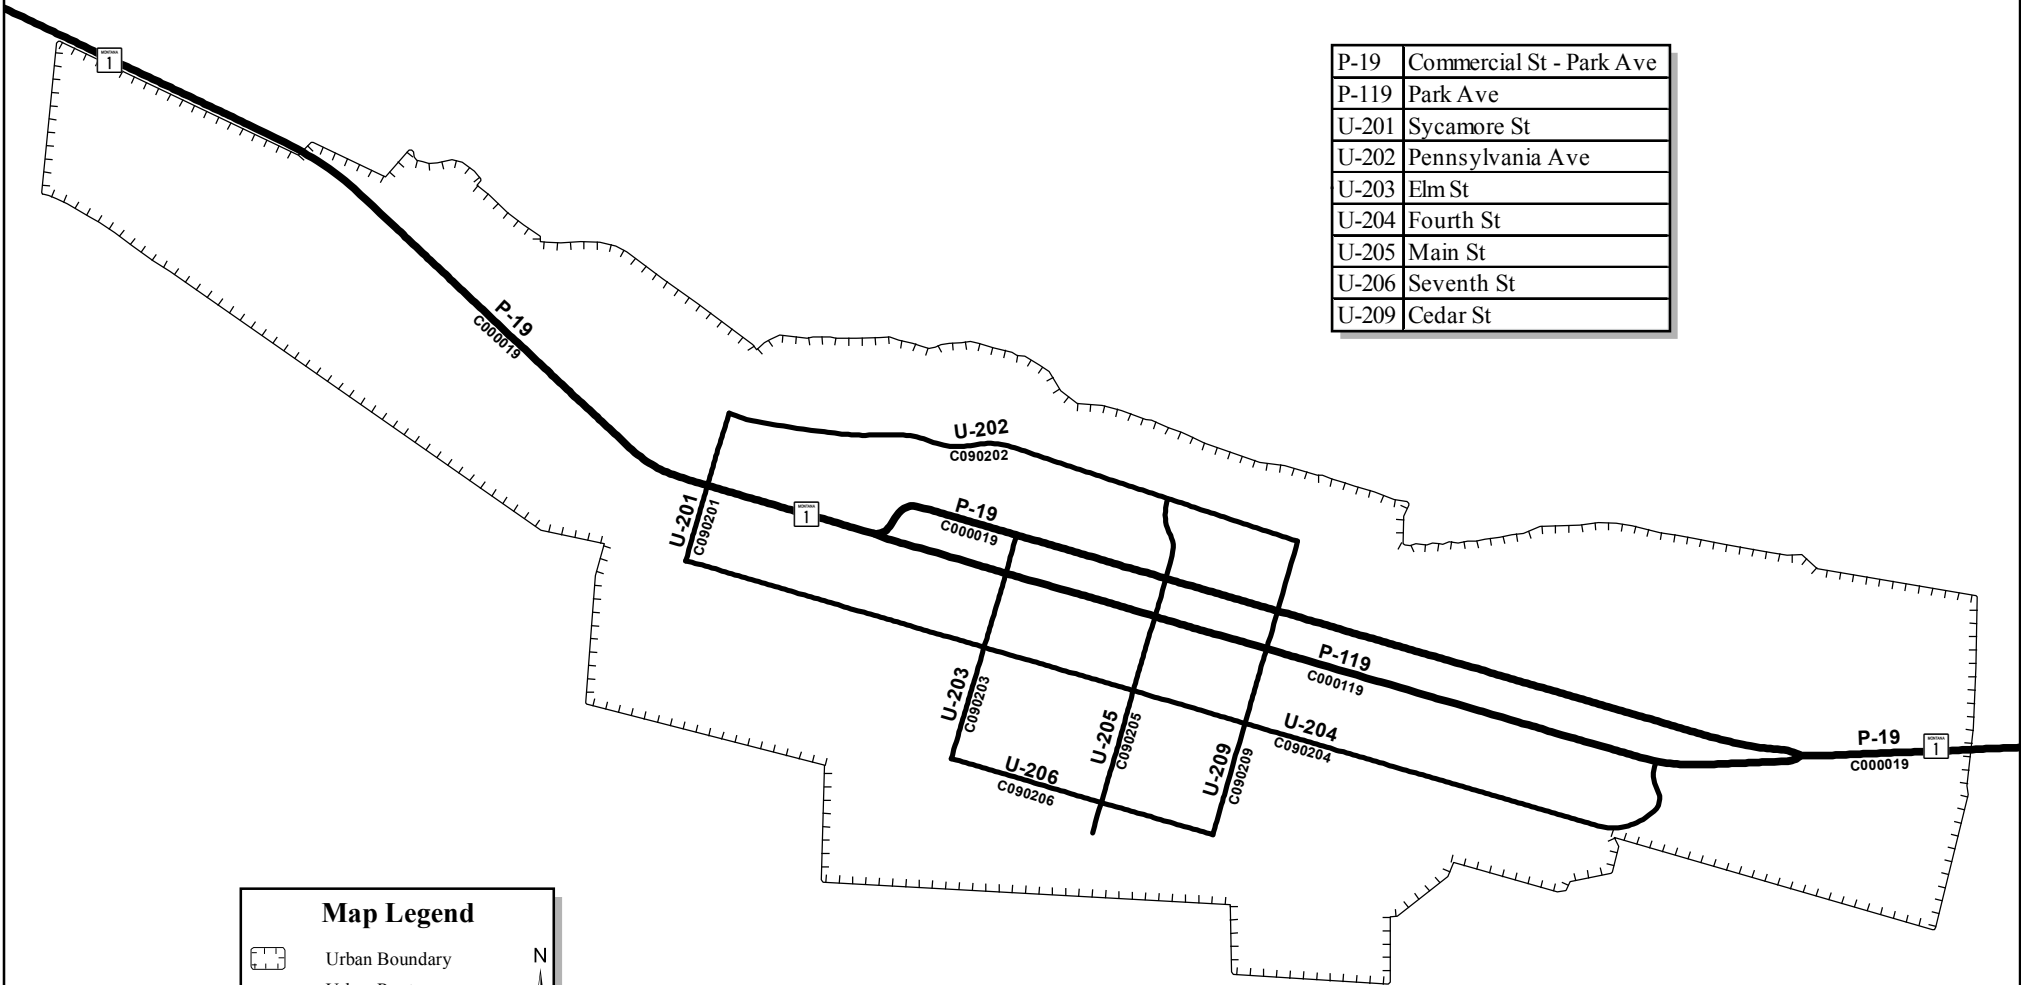 MONTANA
1
P-19 Commercial St - Park Ave
P-119 Park Ave
U-201 Sycamore St
U-202 Pennsylvania Ave
U-203 Elm St
U-204 Fourth St
U-205 Main St
U-206 Seventh St
U-209 Cedar St
P-19
C000019
U-202
C090202
U-201
C090201
MONTANA
1
P-19
C000019
P-119
C000119
U-203
C090203
U-205
C090205
U-209
C090209
U-204
C090204
P-19
C000019
MONTANA
1
U-206
C090206
Map Legend
Urban Boundary
N